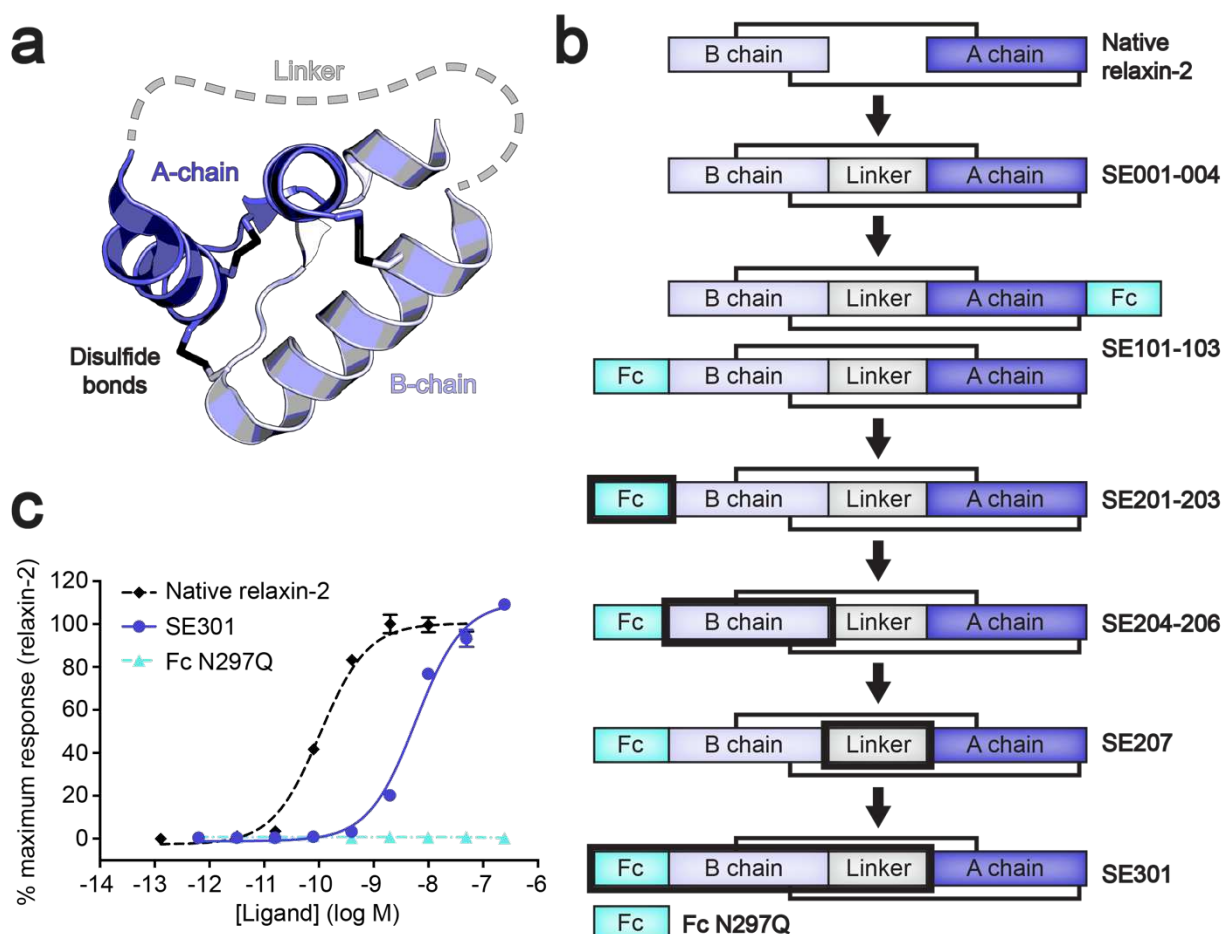 a
Linker
A-chain
Disulfide
bonds
B-chain
b
B chain
A chain
Native
relaxin-2
B chain
Linker
A chain
SE001-004
B chain
Linker
A chain
Fc
SE101-103
Fc
B chain
Linker
A chain
Fc
B chain
Linker
A chain
SE201-203
Fc
B chain
Linker
A chain
SE204-206
Fc
B chain
Linker
A chain
SE207
Fc
B chain
Linker
A chain
SE301
Fc
Fc N297Q
c
% maximum response (relaxin-2)
120
100
80
60
40
20
0
Native relaxin-2
SE301
Fc N297Q
-14 -13 -12 -11 -10 -9 -8 -7 -6
[Ligand] (log M)